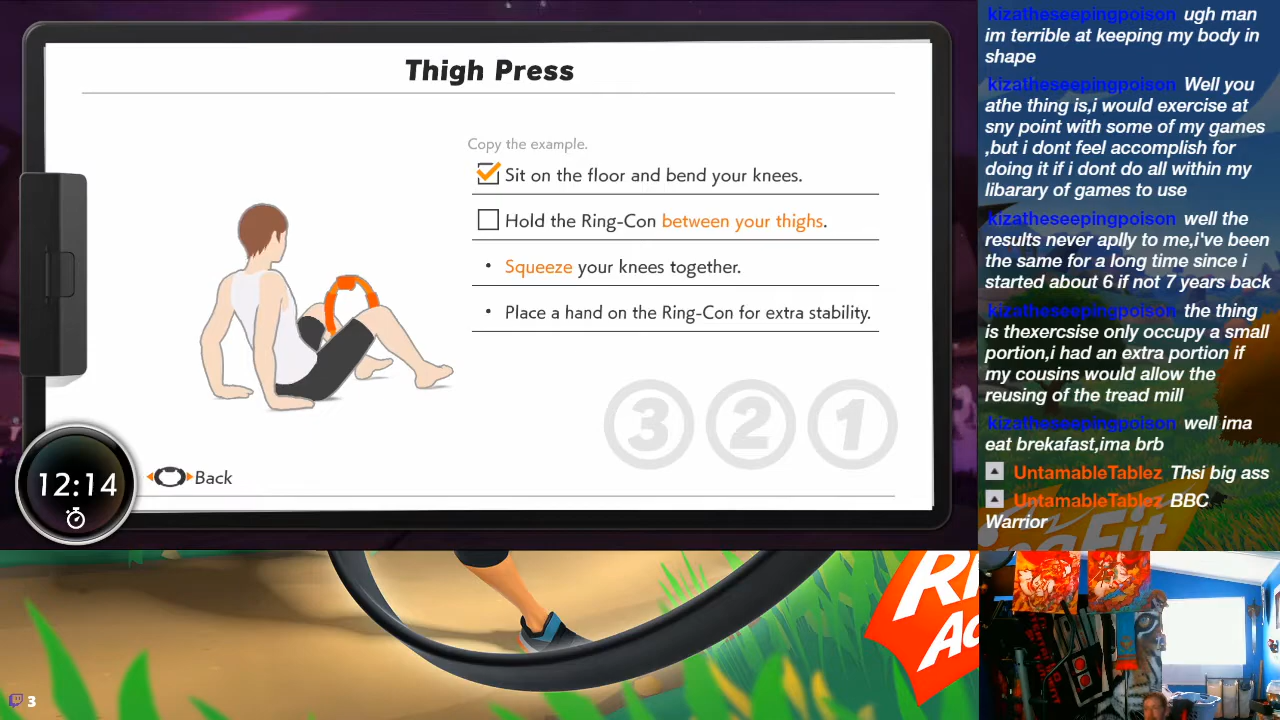 Thigh Press
Copy the example.
Sit on the floor and bend your knees.
Hold the Ring-Con between your thighs.
• Squeeze your knees together.
• Place a hand on the Ring-Con for extra stability.
3 2 1
12:14
Back
3
kizatheseepingpoison ugh man
im terrible at keeping my body in
shape
kizatheseepingpoison Well you
athe thing is,i would exercise at
sny point with some of my games
,but i dont feel accomplish for
doing it if i dont do all within my
libarary of games to use
kizatheseepingpoison well the
results never aply to me,i've been
the same for a long time since i
started about 6 if not 7 years back
kizatheseepingpoison the thing
is thexercsise only occupy a small
portion,i had an extra portion if
my cousins would allow the
reusing of the tread mill
kizatheseepingpoison well ima
eat brekafast,ima brb
UntamableTablez Thsi big ass
UntamableTablez BBC
Warrior